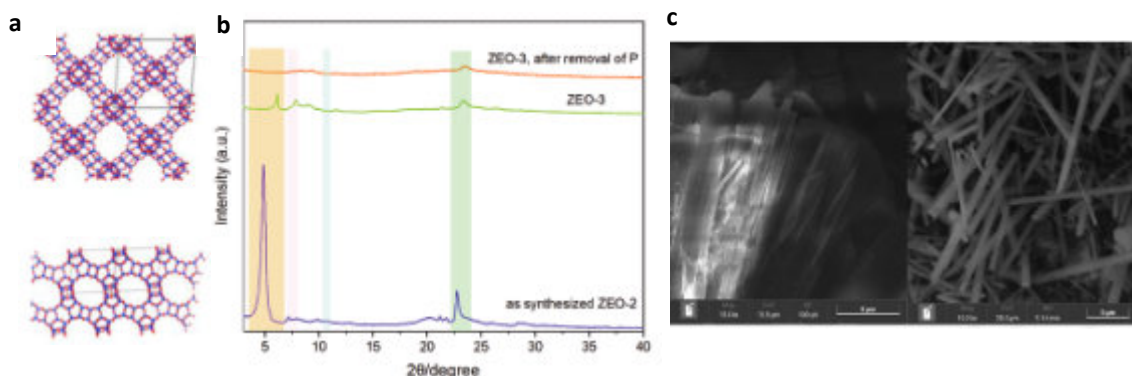 a
b
c
ZEO-3, after removal of P
ZEO-3
as synthesized ZEO-2
Intensity (a.u.)
5 10 15 20 25 30 35 40
2θ/degree